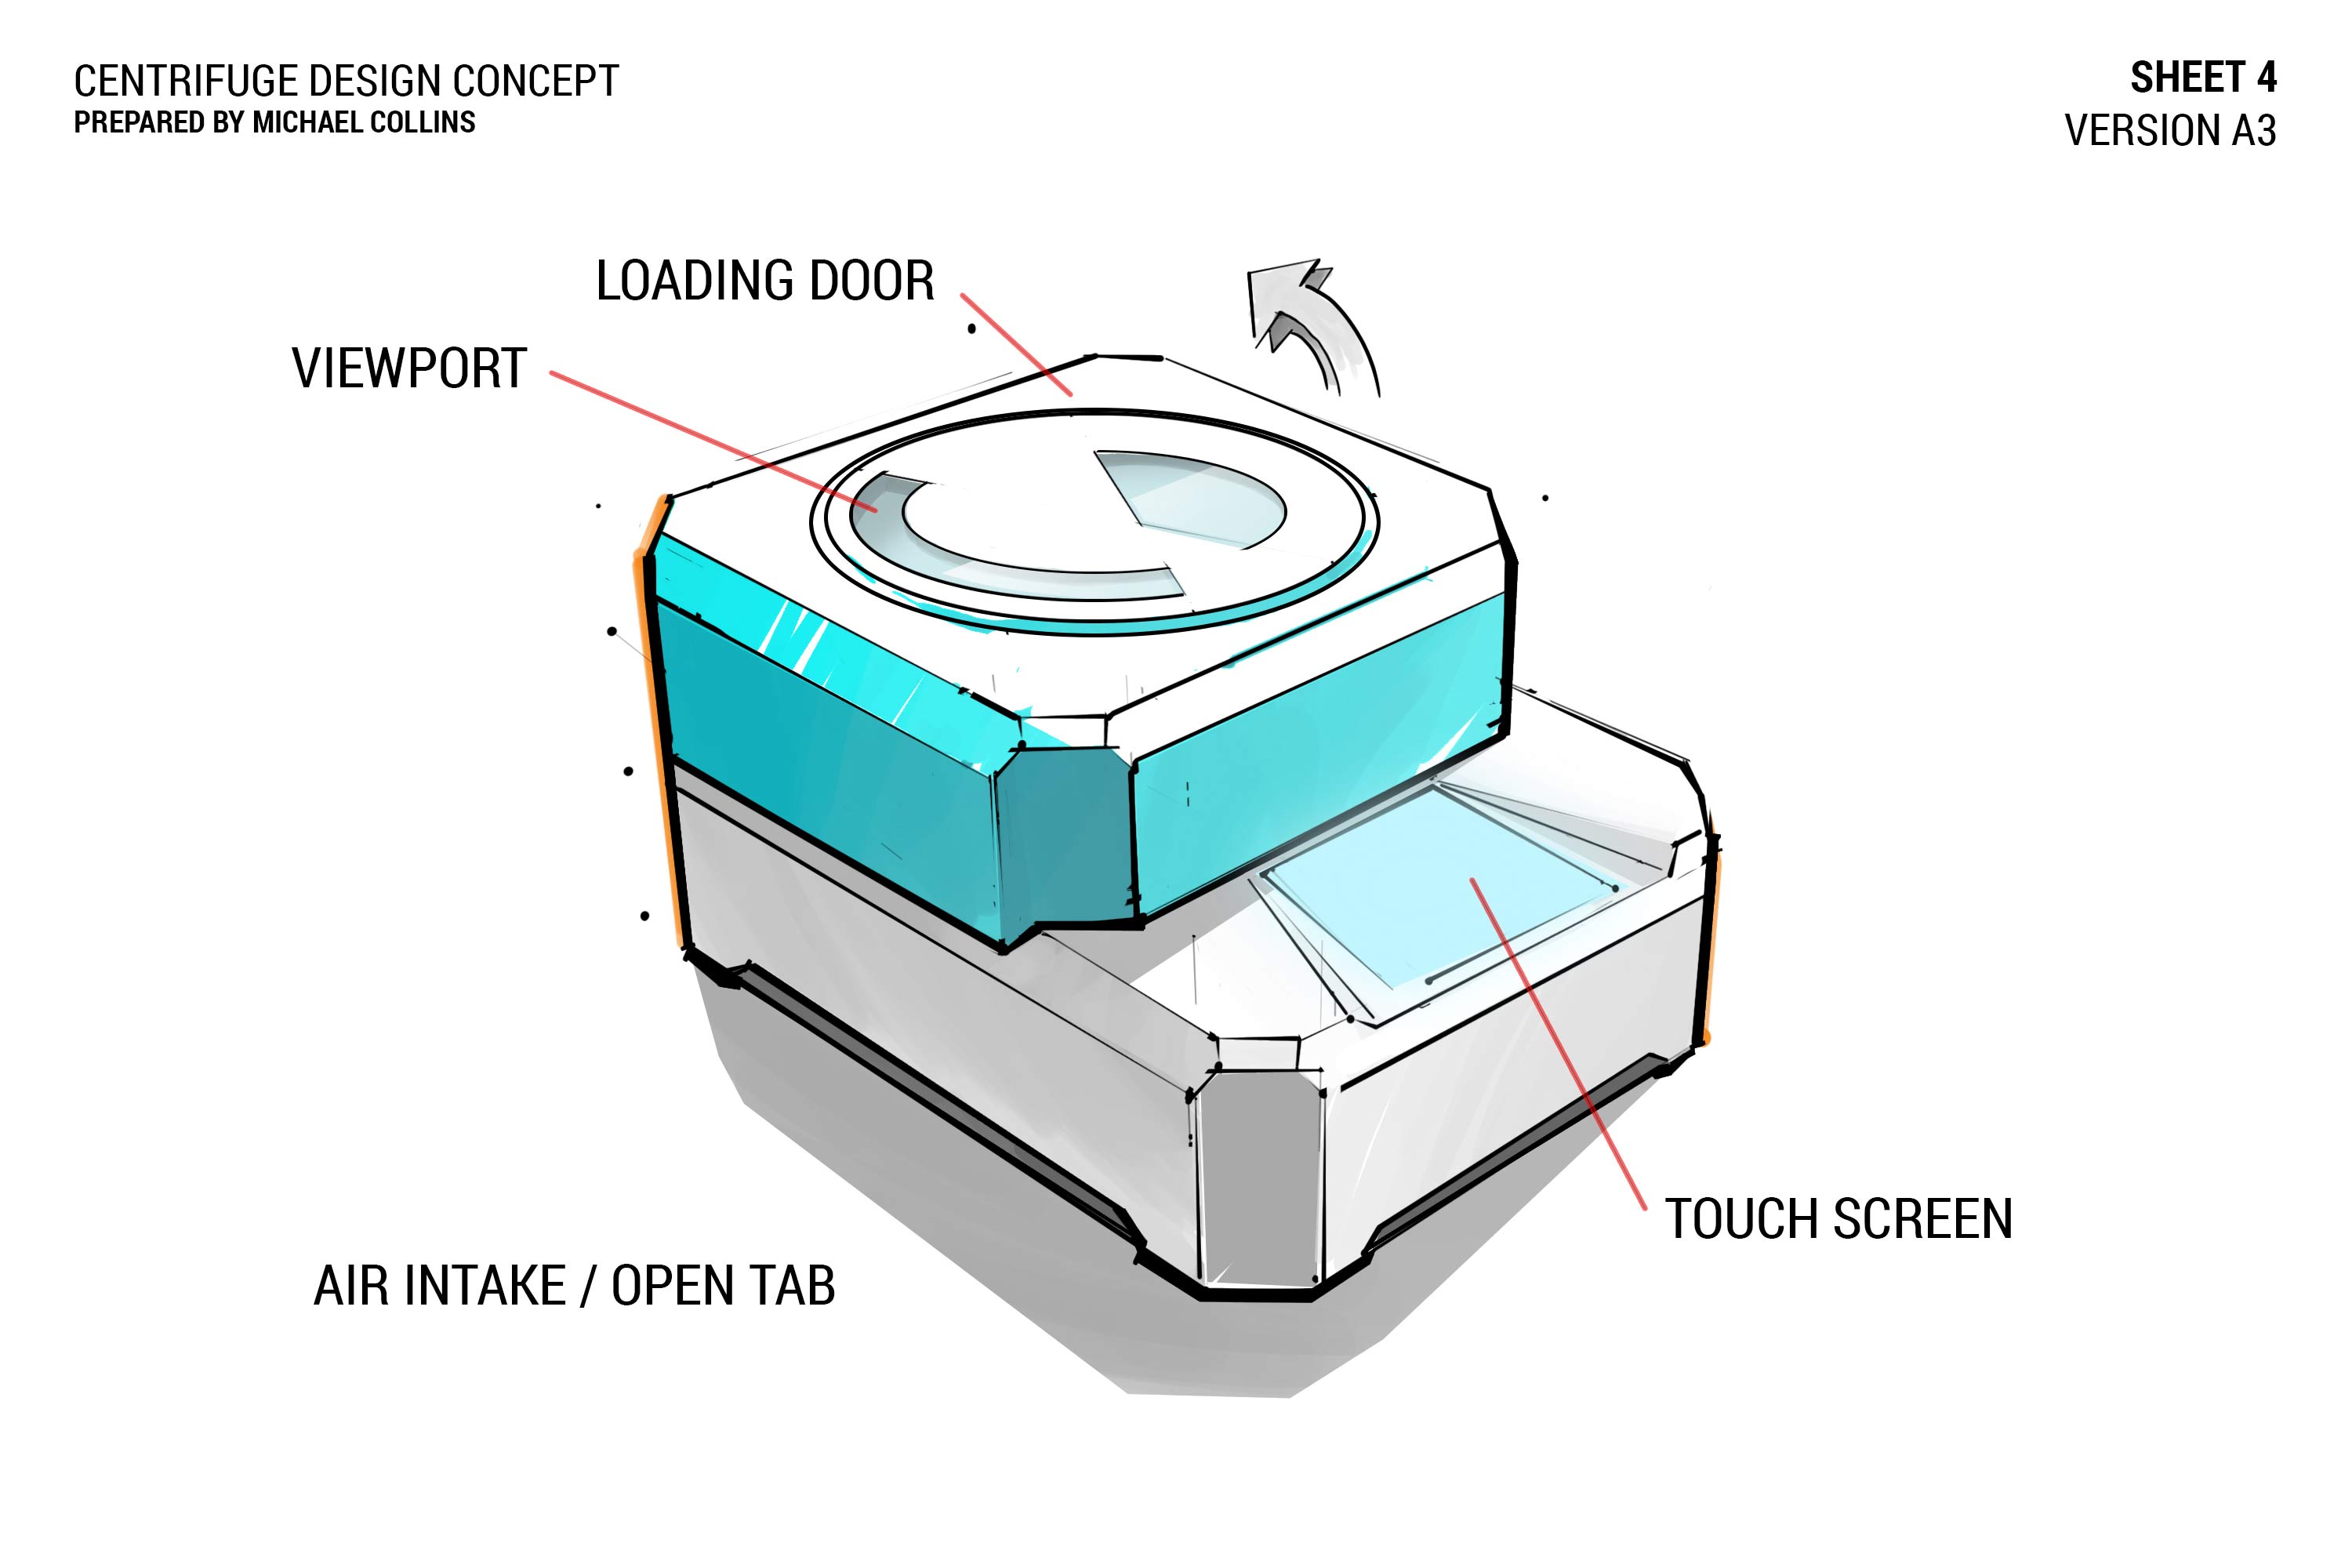 CENTRIFUGE DESIGN CONCEPT
PREPARED BY MICHAEL COLLINS
SHEET 4
VERSION A3
LOADING DOOR
VIEWPORT
TOUCH SCREEN
AIR INTAKE / OPEN TAB